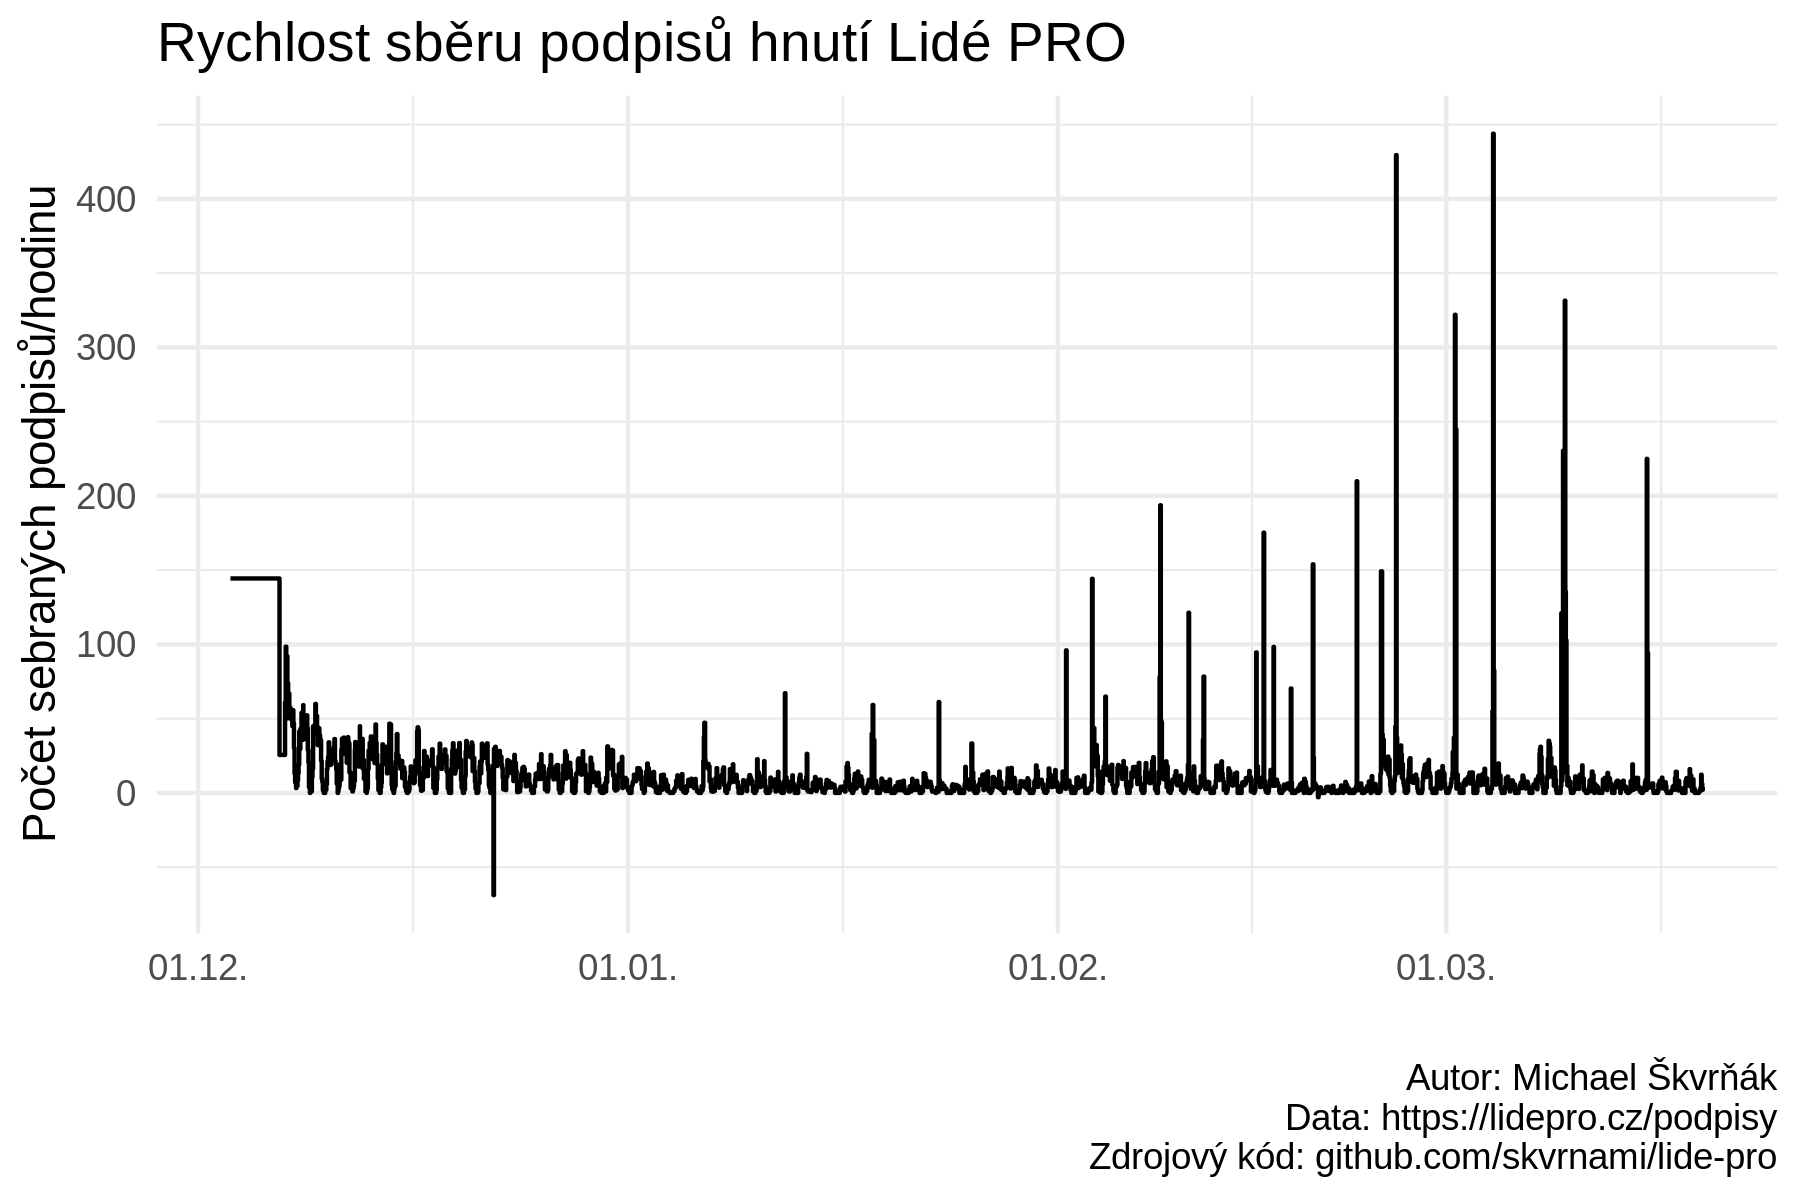 Rychlost sběru podpisů hnutí Lidé PRO
Počet sebraných podpisů/hodinu
400
300
200
100
0
01.12.
01.01.
01.02.
01.03.
Autor: Michael Škvrňák
Data: https://lidepro.cz/podpisy
Zdrojový kód: github.com/skvrnami/lide-pro